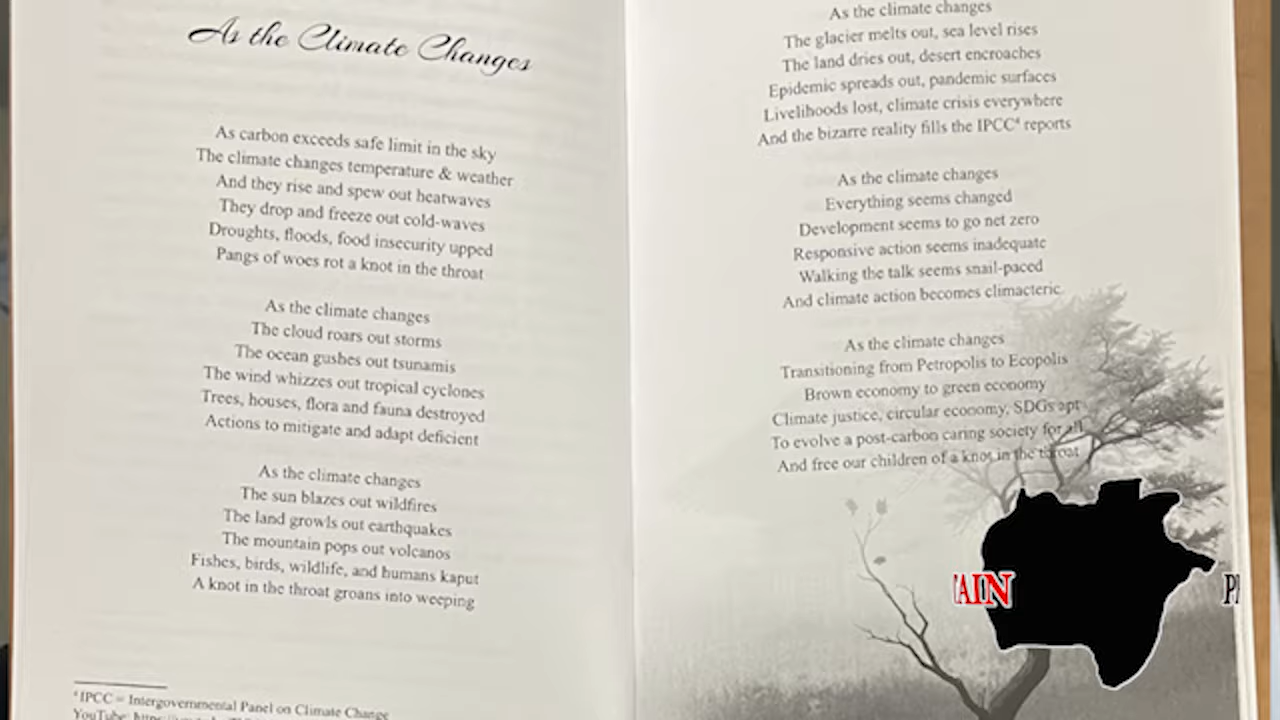 As the Climate Changes
As carbon exceeds safe limit in the sky
The climate changes temperature & weather
And they rise and spew out heatwaves
They drop and freeze out cold-waves
Droughts, floods, food insecurity upped
Pangs of woes rot a knot in the throat
As the climate changes
The cloud roars out storms
The ocean gushes out tsunamis
The wind whizzes out tropical cyclones
Trees, houses, flora and fauna destroyed
Actions to mitigate and adapt deficient
As the climate changes
The sun blazes out wildfires
The land growls out earthquakes
The mountain pops out volcanos
Fishes, birds, wildlife, and humans kaput
A knot in the throat groans into weeping
⁴ IPCC = Intergovernmental Panel on Climate Change
YouTube:
As the climate changes
The glacier melts out, sea level rises
The land dries out, desert encroaches
Epidemic spreads out, pandemic surfaces
Livelihoods lost, climate crisis everywhere
And the bizarre reality fills the IPCC⁴ reports
As the climate changes
Everything seems changed
Development seems to go net zero
Responsive action seems inadequate
Walking the talk seems snail-paced
And climate action becomes climacteric
As the climate changes
Transitioning from Petropolis to Ecopolis
Brown economy to green economy
Climate justice, circular economy, SDGs apt
To evolve a post-carbon caring society for all
And free our children of a knot in the throat